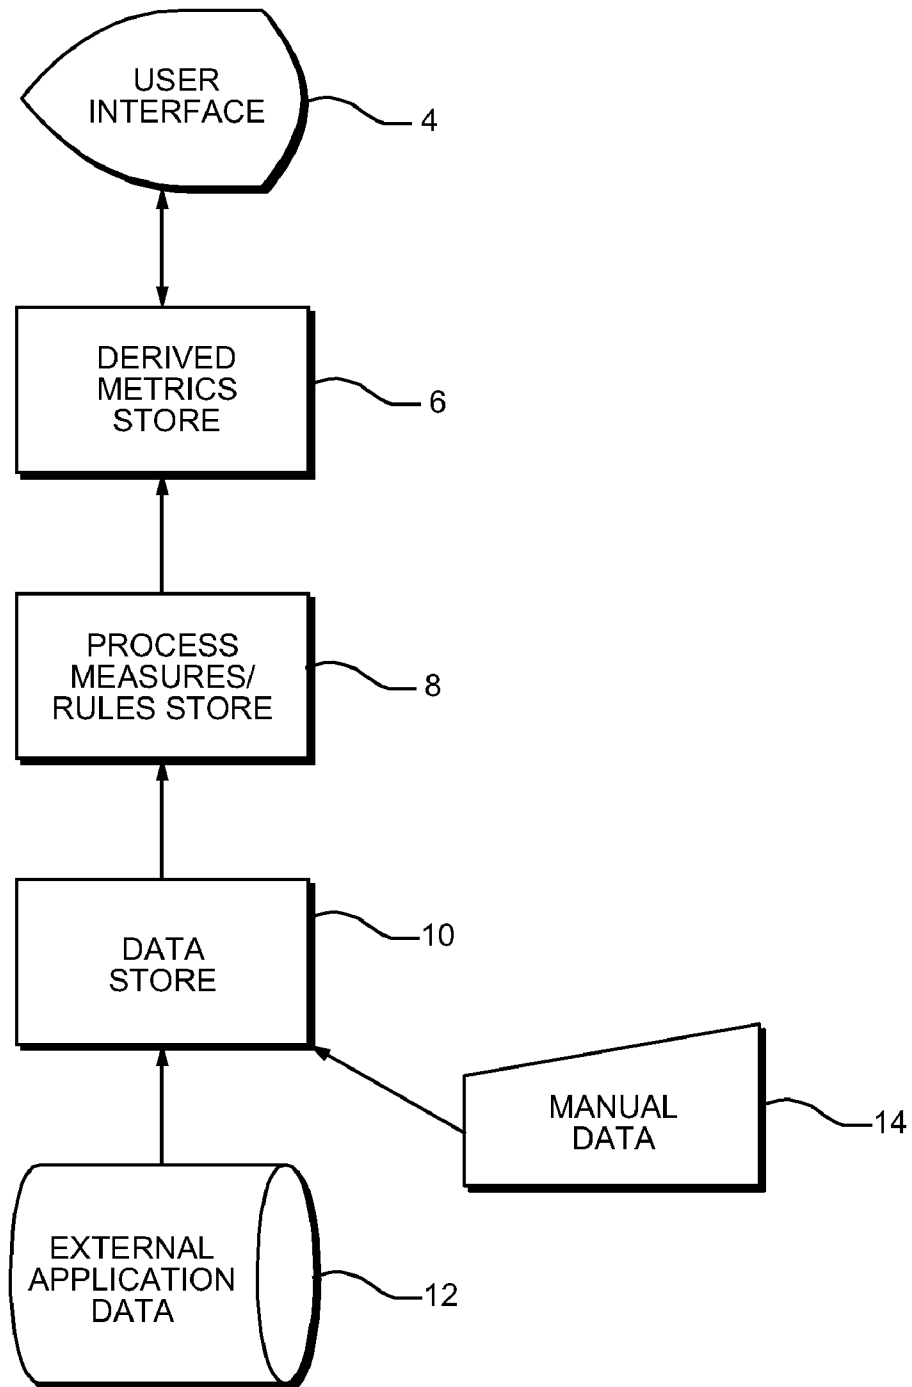 USER
INTERFACE
4
DERIVED
METRICS
STORE
6
PROCESS
MEASURES/
RULES STORE
8
DATA
STORE
10
MANUAL
DATA
14
EXTERNAL
APPLICATION
DATA
12